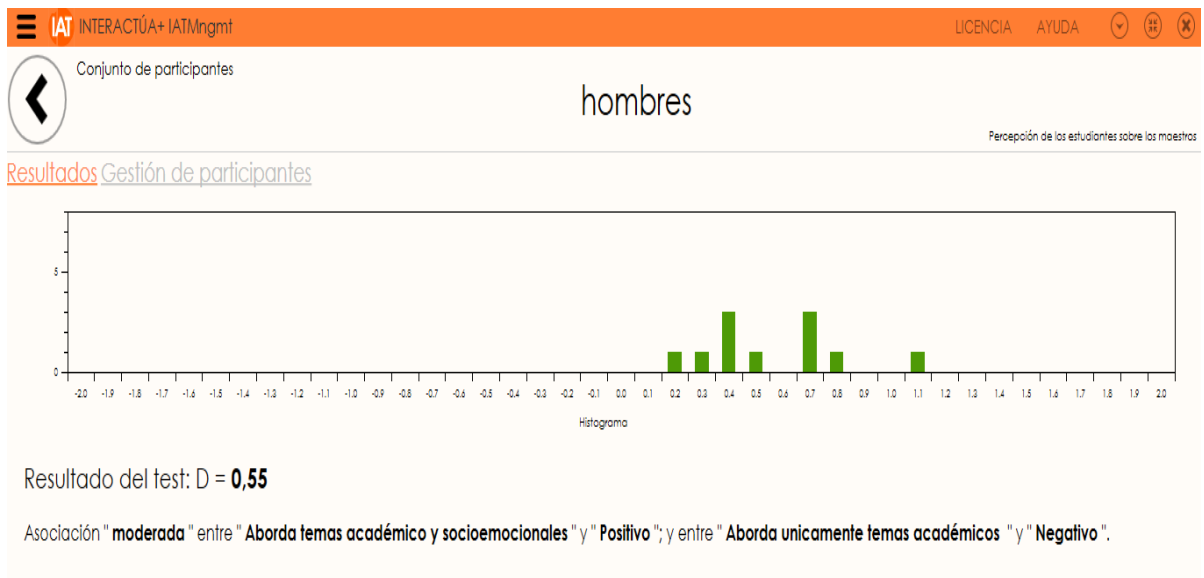 IAT INTERACTÚA+ IATMngmt LICENCIA AYUDA
Conjunto de participantes
hombres
Percepción de los estudiantes sobre los maestros
Resultados Gestión de participantes
5
0
-2.0 -1.9 -1.8 -1.7 -1.6 -1.5 -1.4 -1.3 -1.2 -1.1 -1.0 -0.9 -0.8 -0.7 -0.6 -0.5 -0.4 -0.3 -0.2 -0.1 0.0 0.1 0.2 0.3 0.4 0.5 0.6 0.7 0.8 0.9 1.0 1.1 1.2 1.3 1.4 1.5 1.6 1.7 1.8 1.9 2.0
Histograma
Resultado del test: D = 0,55
Asociación " moderada " entre " Aborda temas académico y socioemocionales " y " Positivo "; y entre " Aborda unicamente temas académicos " y " Negativo ".